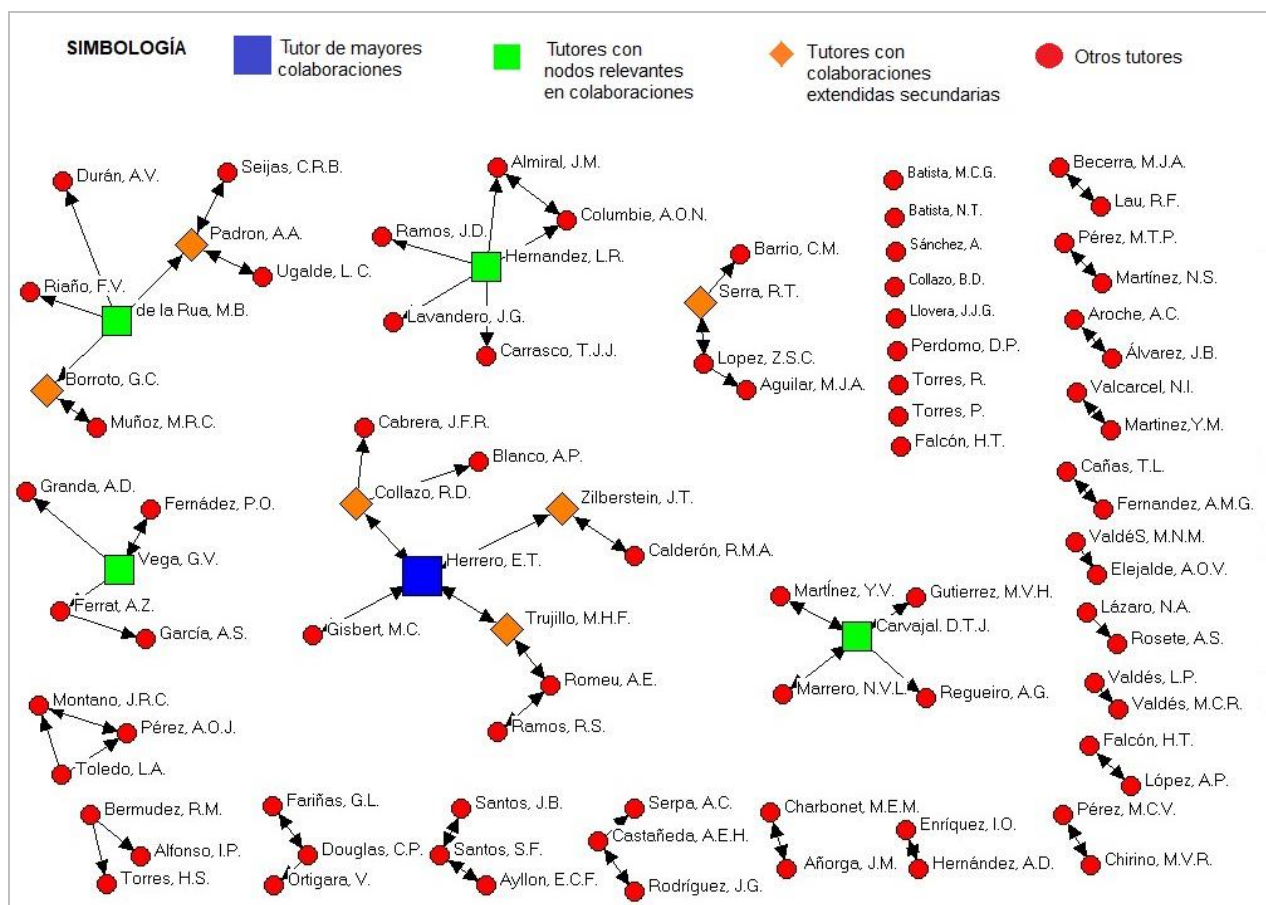 SIMBOLOGÍA
Tutor de mayores
colaboraciones
Tutores con
nodos relevantes
en colaboraciones
Tutores con
colaboraciones
extendidas secundarias
Otros tutores
Durán, A.V.
Seijas, C.R.B.
Padron, A.A.
Ugalde, L. C.
Riaño, F.V.
de la Rua, M.B.
Borroto, G.C.
Muñoz, M.R.C.
Almiral, J.M.
Columbie, A.O.N.
Ramos, J.D.
Hernandez, L.R.
Lavandero, J.G.
Carrasco, T.J.J.
Barrio, C.M.
Serra, R.T.
Lopez, Z.S.C.
Aguilar, M.J.A.
Batista, M.C.G.
Batista, N.T.
Sánchez, A.
Collazo, B.D.
Llovera, J.J.G.
Perdomo, D.P.
Torres, R.
Torres, P.
Falcón, H.T.
Becerra, M.J.A.
Lau, R.F.
Pérez, M.T.P.
Martínez, N.S.
Aroche, A.C.
Álvarez, J.B.
Valcarcel, N.I.
Martinez,Y.M.
Cañas, T.L.
Fernandez, A.M.G.
ValdéS, M.N.M.
Elejalde, A.O.V.
Lázaro, N.A.
Rosete, A.S.
Valdés, L.P.
Valdés, M.C.R.
Falcón, H.T.
López, A.P.
Pérez, M.C.V.
Chirino, M.V.R.
Granda, A.D.
Fernádez, P.O.
Vega, G.V.
Ferrat, A.Z.
García, A.S.
Cabrera, J.F.R.
Blanco, A.P.
Collazo, R.D.
Zilberstein, J.T.
Calderón, R.M.A.
Herrero, E.T.
Trujillo, M.H.F.
Gisbert, M.C.
Romeu, A.E.
Ramos, R.S.
MartÍnez, Y.V.
Gutierrez, M.V.H.
Carvajal. D.T.J.
Marrero, N.V.L.
Regueiro, A.G.
Montano, J.R.C.
Pérez, A.O.J.
Toledo, L.A.
Bermudez, R.M.
Alfonso, I.P.
Torres, H.S.
Fariñas, G.L.
Douglas, C.P.
Ortigara, V.
Santos, J.B.
Santos, S.F.
Ayllon, E.C.F.
Serpa, A.C.
Castañeda, A.E.H.
Rodríguez, J.G.
Charbonet, M.E.M.
Añorga, J.M.
Enríquez, I.O.
Hernández, A.D.